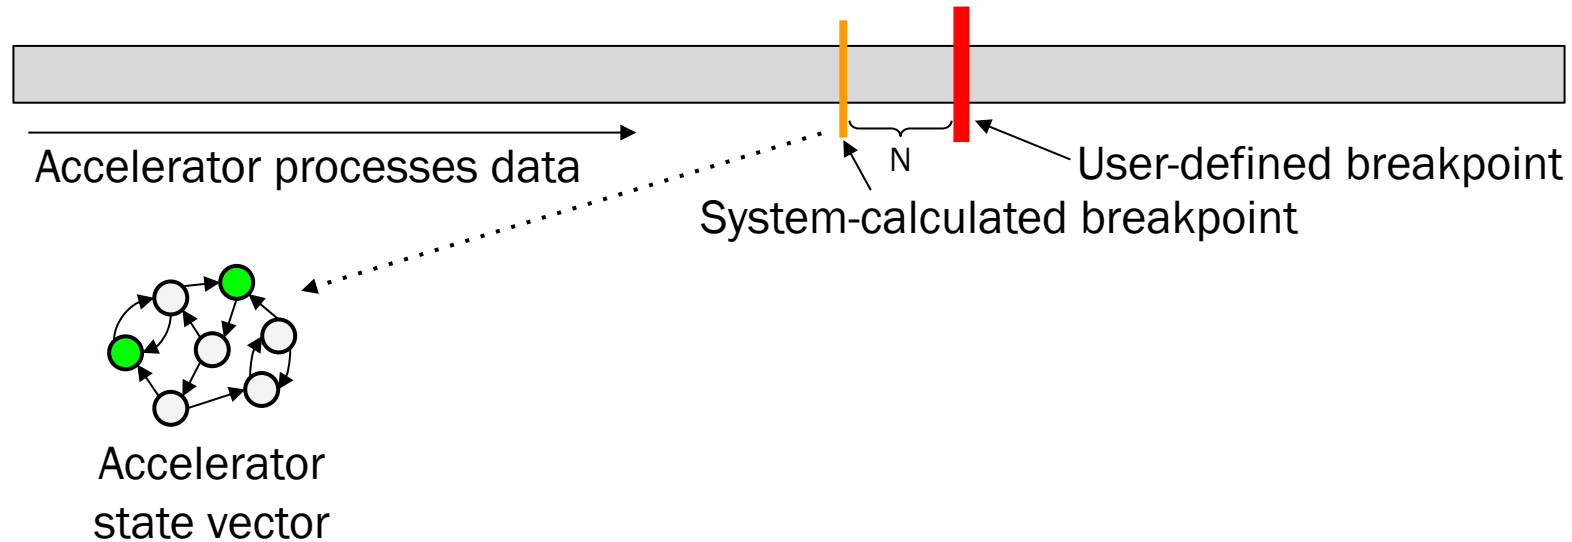 Accelerator processes data
N
User-defined breakpoint
System-calculated breakpoint
Accelerator
state vector